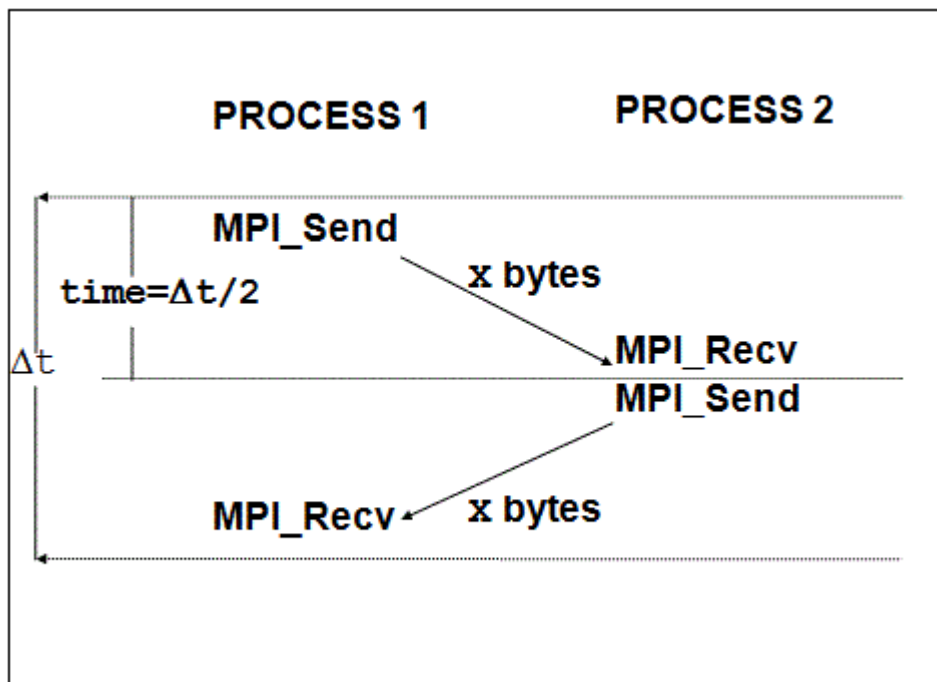 PROCESS 1
PROCESS 2
MPI_Send
x bytes
time=Δt/2
Δt
MPI_Recv
MPI_Send
MPI_Recv
x bytes